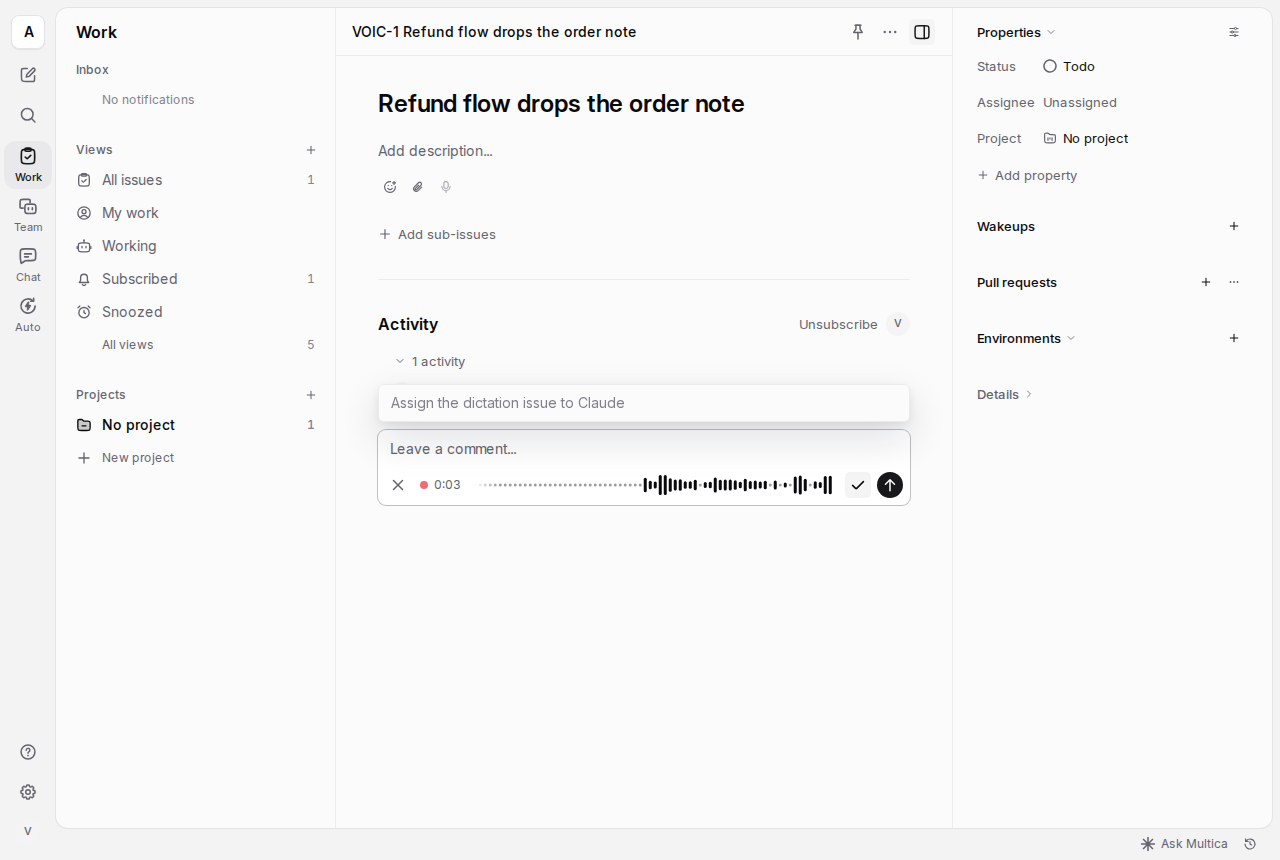 A
Work
Team
Chat
Auto
V
Work
Inbox
No notifications
Views
All issues 1
My work
Working
Subscribed 1
Snoozed
All views 5
Projects
No project 1
New project
VOIC-1 Refund flow drops the order note
Refund flow drops the order note
Add description...
Add sub-issues
Activity
Unsubscribe V
1 activity
Assign the dictation issue to Claude
Leave a comment...
0:03
Properties
Status Todo
Assignee Unassigned
Project No project
Add property
Wakeups
Pull requests
Environments
Details
Ask Multica